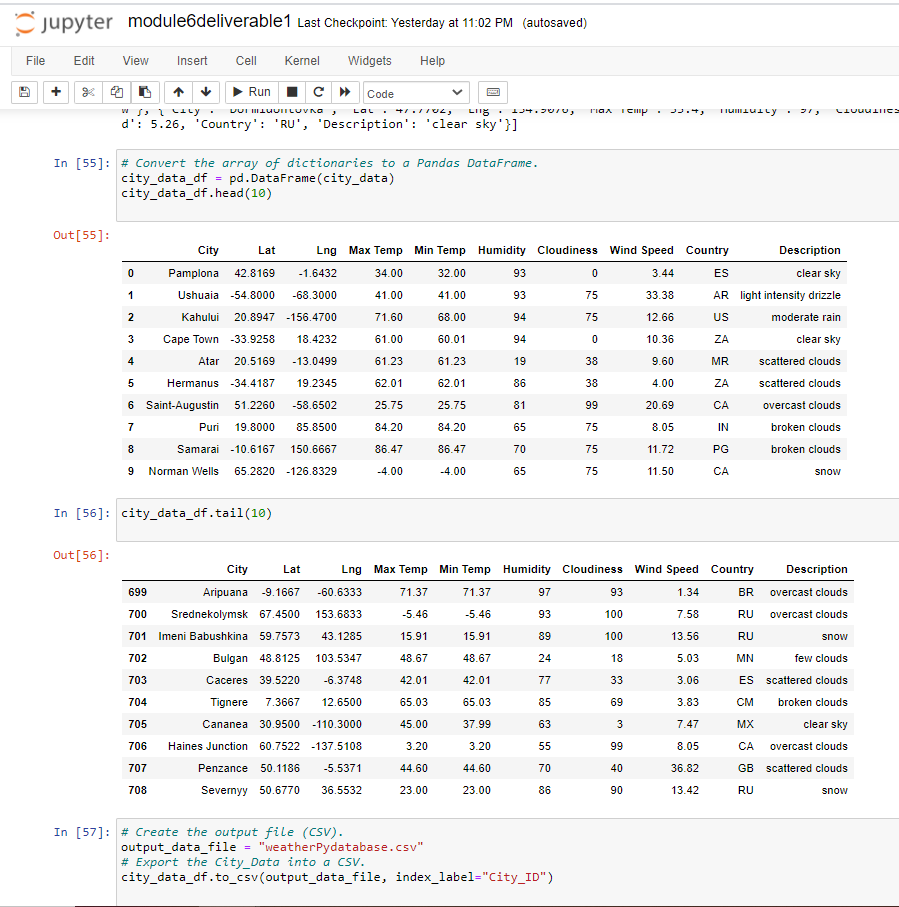 jupyter module6deliverable1 Last Checkpoint: Yesterday at 11:02 PM (autosaved)
File Edit View Insert Cell Kernel Widgets Help
Run Code
d': 5.26, 'Country': 'RU', 'Description': 'clear sky'}]
In [55]: # Convert the array of dictionaries to a Pandas DataFrame.
city_data_df = pd.DataFrame(city_data)
city_data_df.head(10)
Out[55]:
City Lat Lng Max Temp Min Temp Humidity Cloudiness Wind Speed Country Description
0 Pamplona 42.8169 -1.6432 34.00 32.00 93 0 3.44 ES clear sky
1 Ushuaia -54.8000 -68.3000 41.00 41.00 93 75 33.38 AR light intensity drizzle
2 Kahului 20.8947 -156.4700 71.60 68.00 94 75 12.66 US moderate rain
3 Cape Town -33.9258 18.4232 61.00 60.01 94 0 10.36 ZA clear sky
4 Atar 20.5169 -13.0499 61.23 61.23 19 38 9.60 MR scattered clouds
5 Hermanus -34.4187 19.2345 62.01 62.01 86 38 4.00 ZA scattered clouds
6 Saint-Augustin 51.2260 -58.6502 25.75 25.75 81 99 20.69 CA overcast clouds
7 Puri 19.8000 85.8500 84.20 84.20 65 75 8.05 IN broken clouds
8 Samarai -10.6167 150.6667 86.47 86.47 70 75 11.72 PG broken clouds
9 Norman Wells 65.2820 -126.8329 -4.00 -4.00 65 75 11.50 CA snow
In [56]: city_data_df.tail(10)
Out[56]:
City Lat Lng Max Temp Min Temp Humidity Cloudiness Wind Speed Country Description
699 Aripuana -9.1667 -60.6333 71.37 71.37 97 93 1.34 BR overcast clouds
700 Srednekolymsk 67.4500 153.6833 -5.46 -5.46 93 100 7.58 RU overcast clouds
701 Imeni Babushkina 59.7573 43.1285 15.91 15.91 89 100 13.56 RU snow
702 Bulgan 48.8125 103.5347 48.67 48.67 24 18 5.03 MN few clouds
703 Caceres 39.5220 -6.3748 42.01 42.01 77 33 3.06 ES scattered clouds
704 Tignere 7.3667 12.6500 65.03 65.03 85 69 3.83 CM broken clouds
705 Cananea 30.9500 -110.3000 45.00 37.99 63 3 7.47 MX clear sky
706 Haines Junction 60.7522 -137.5108 3.20 3.20 55 99 8.05 CA overcast clouds
707 Penzance 50.1186 -5.5371 44.60 44.60 70 40 36.82 GB scattered clouds
708 Severnyy 50.6770 36.5532 23.00 23.00 86 90 13.42 RU snow
In [57]: # Create the output file (CSV).
output_data_file = "weatherPydatabase.csv"
# Export the City_Data into a CSV.
city_data_df.to_csv(output_data_file, index_label="City_ID")